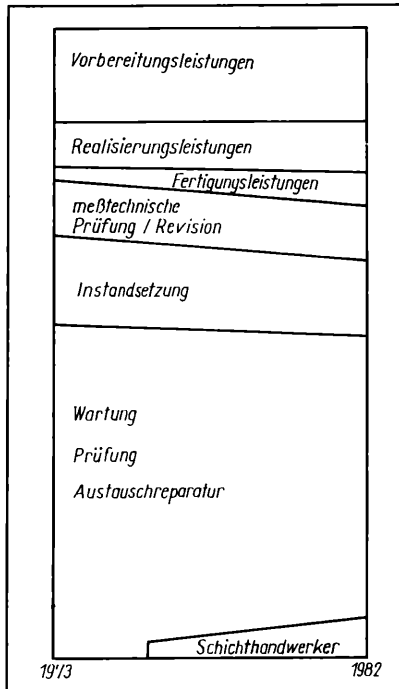 Vorbereitungsleistungen
Realisierungsleistungen
Fertigungsleistungen
meßtechnische
Prüfung / Revision
Instandsetzung
Wartung
Prüfung
Austauschreparatur
Schichthandwerker
1973 1982